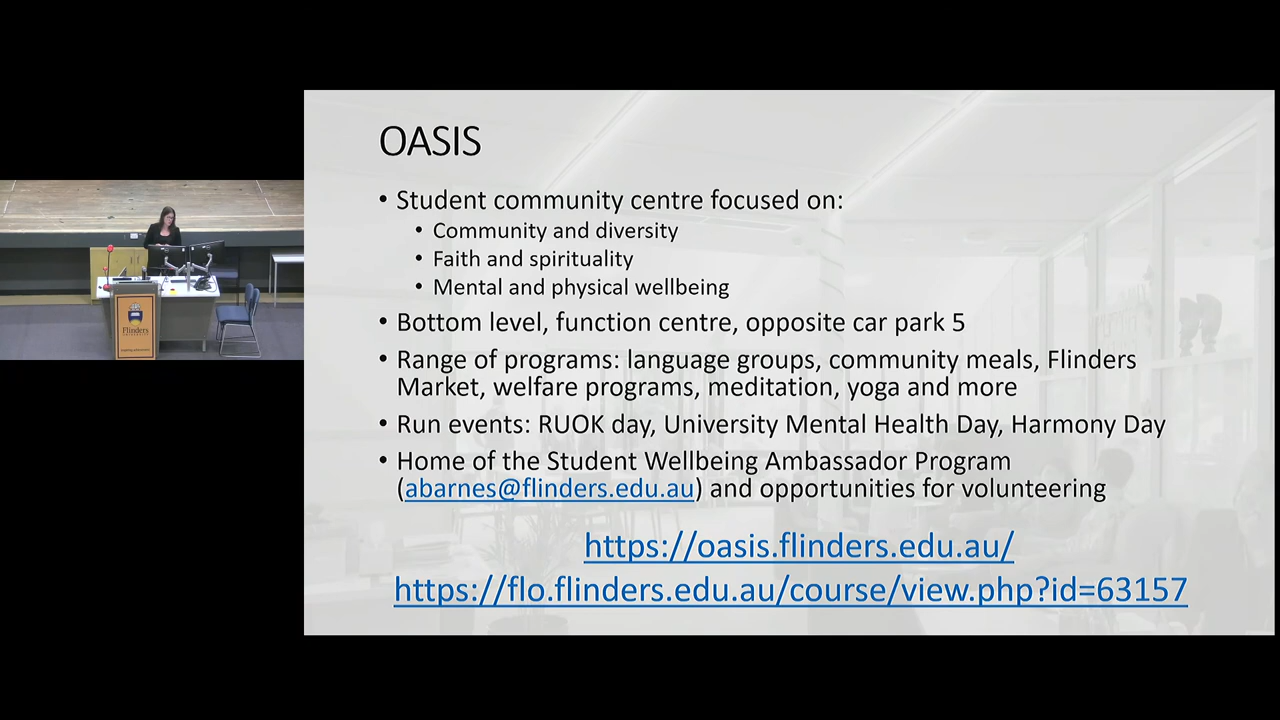 OASIS
• Student community centre focused on:
• Community and diversity
• Faith and spirituality
• Mental and physical wellbeing
• Bottom level, function centre, opposite car park 5
• Range of programs: language groups, community meals, Flinders
Market, welfare programs, meditation, yoga and more
• Run events: RUOK day, University Mental Health Day, Harmony Day
• Home of the Student Wellbeing Ambassador Program
(abarnes@flinders.edu.au) and opportunities for volunteering
https://oasis.flinders.edu.au/
https://flo.flinders.edu.au/course/view.php?id=63157
Flinders